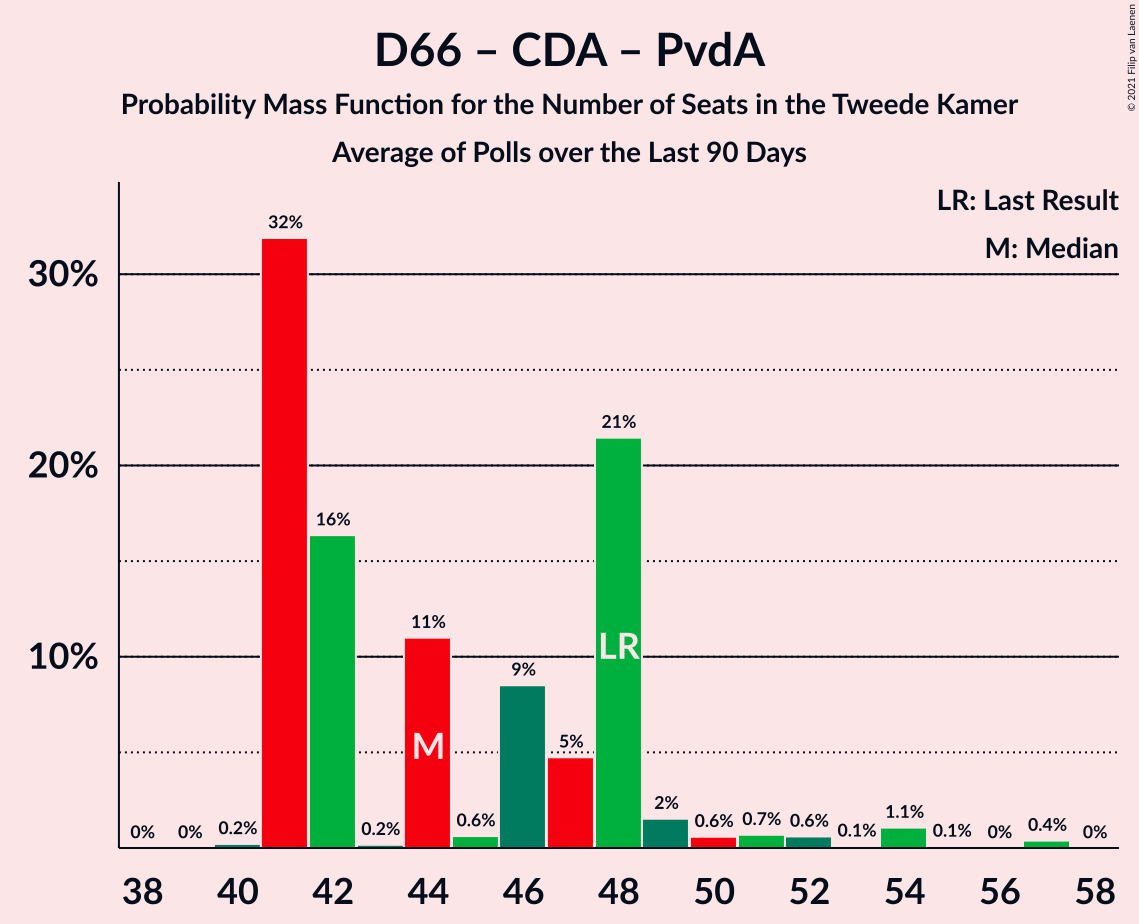 D66 – CDA – PvdA
Probability Mass Function for the Number of Seats in the Tweede Kamer
Average of Polls over the Last 90 Days
© 2021 Filip van Laenen
LR: Last Result
M: Median
30%
20%
10%
0% 0% 0.2% 32% 16% 0.2% 11% 0.6% 9% 5% 21% 2% 0.6% 0.7% 0.6% 0.1% 1.1% 0.1% 0% 0.4% 0%
M LR
38 40 42 44 46 48 50 52 54 56 58